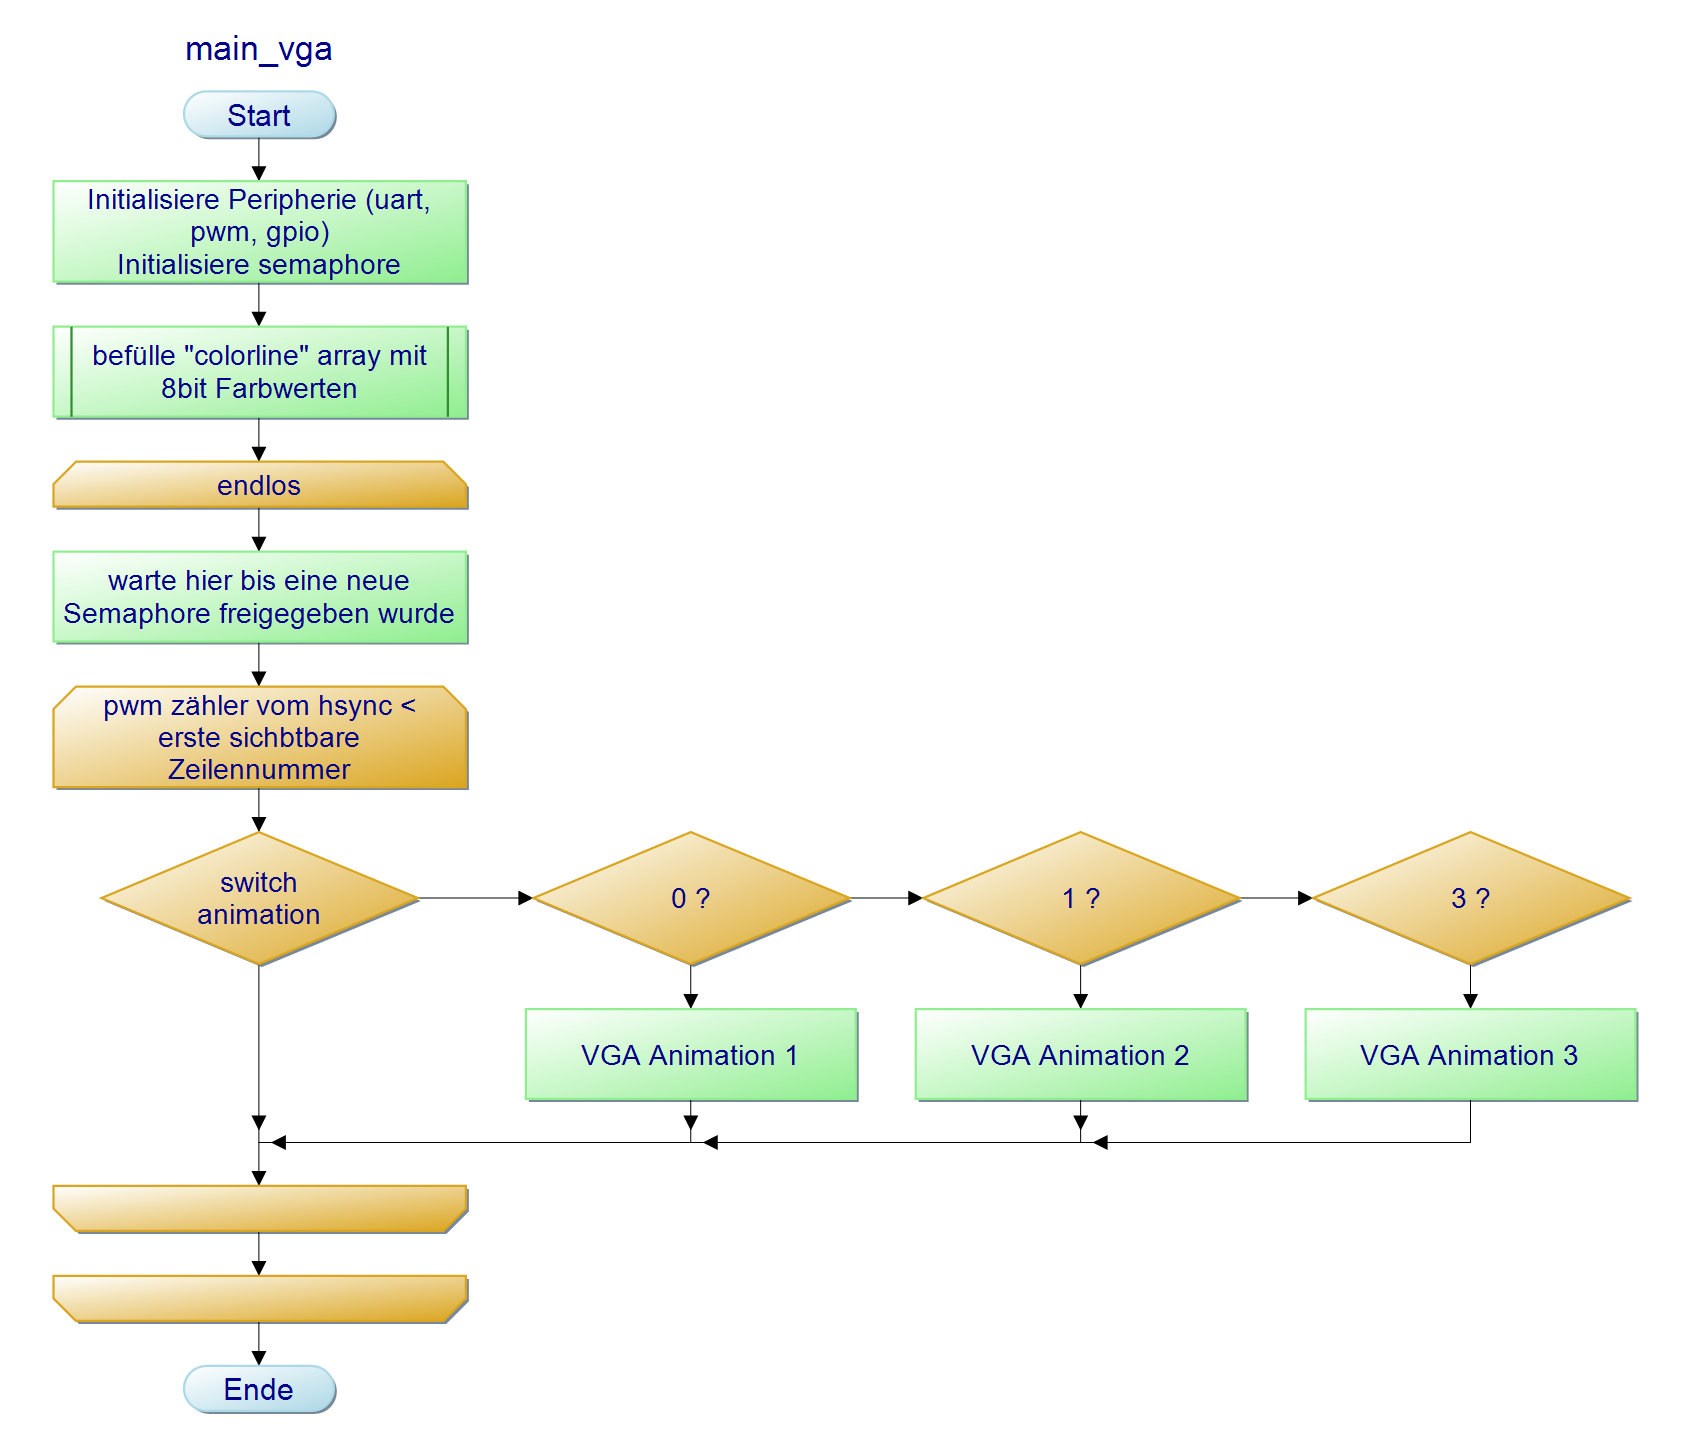 main_vga
Start
Initialisiere Peripherie (uart,
pwm, gpio)
Initialisiere semaphore
befülle "colorline" array mit
8bit Farbwerten
endlos
warte hier bis eine neue
Semaphore freigegeben wurde
pwm zähler vom hsync <
erste sichbtbare
Zeilennummer
switch
animation
0 ?
1 ?
3 ?
VGA Animation 1
VGA Animation 2
VGA Animation 3
Ende